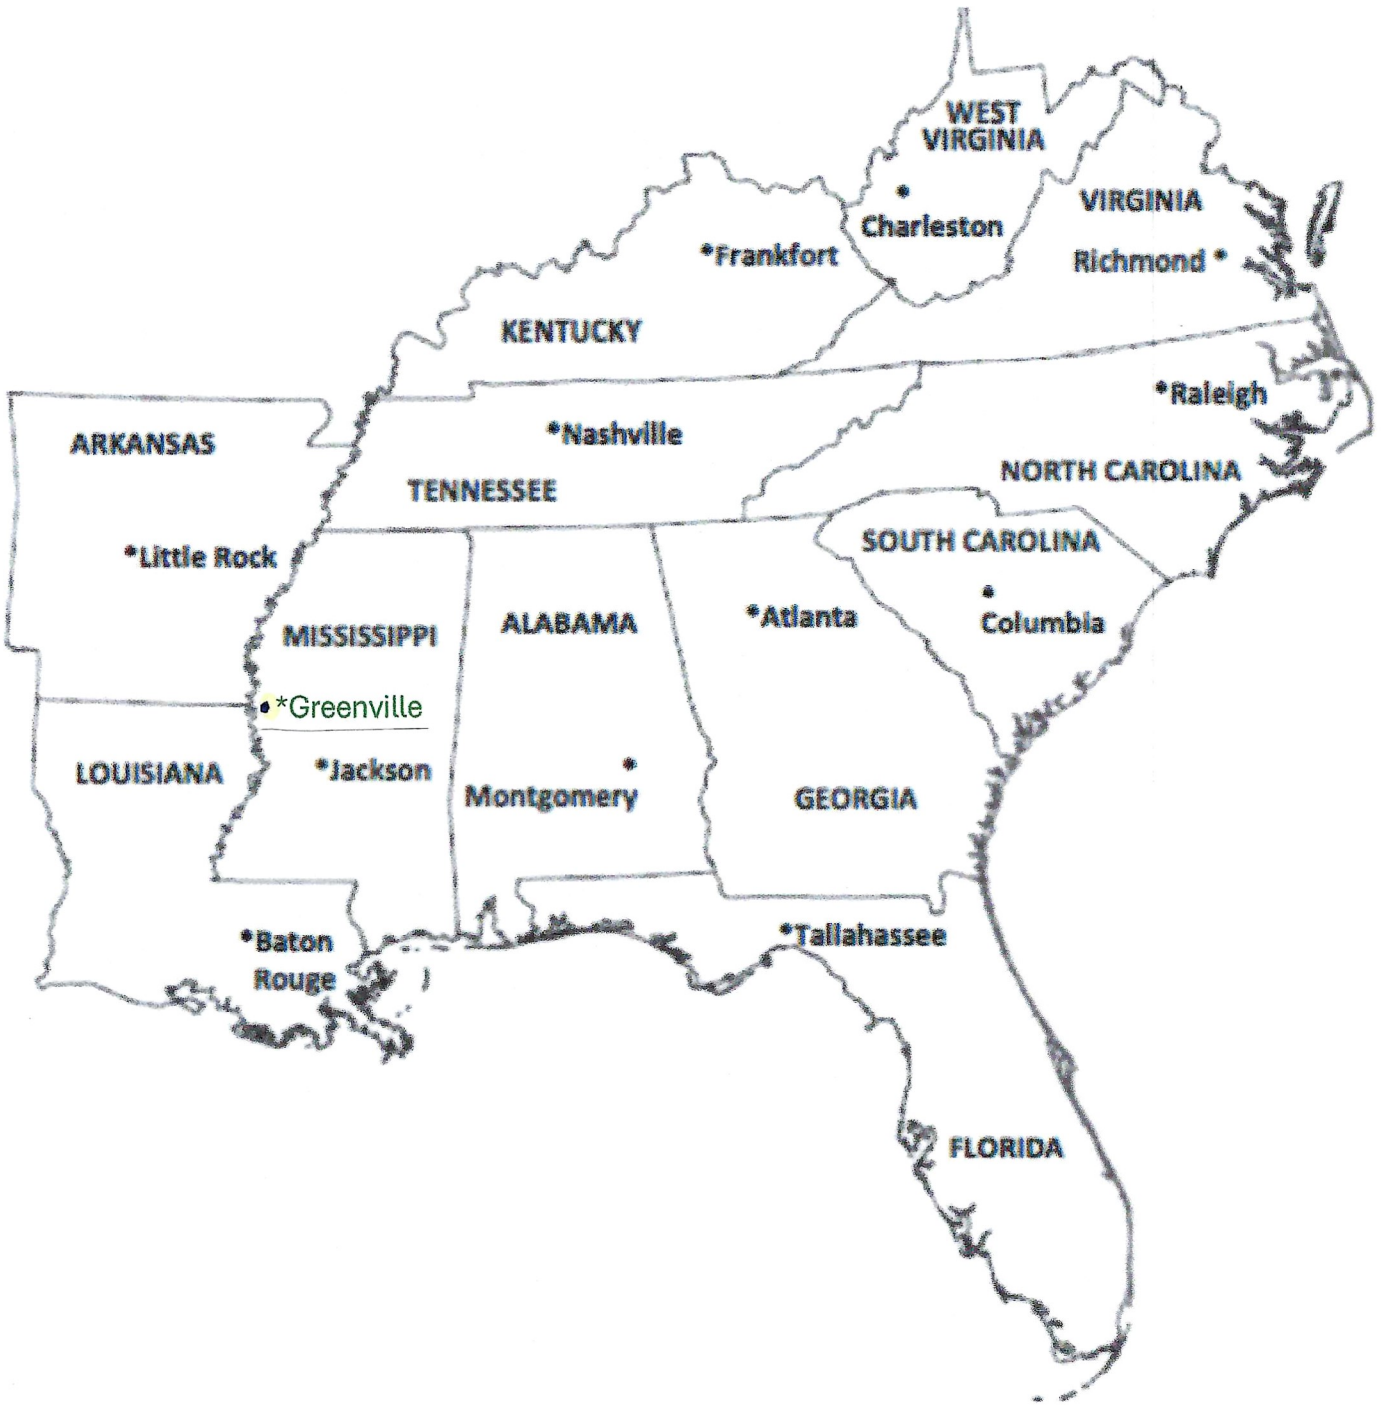 WEST
VIRGINIA
Charleston
VIRGINIA
Richmond
Frankfort
KENTUCKY
Raleigh
NORTH CAROLINA
Nashville
TENNESSEE
ARKANSAS
Little Rock
SOUTH CAROLINA
Columbia
MISSISSIPPI
ALABAMA
Atlanta
*Greenville
LOUISIANA
Jackson
Montgomery
GEORGIA
Baton
Rouge
Tallahassee
FLORIDA